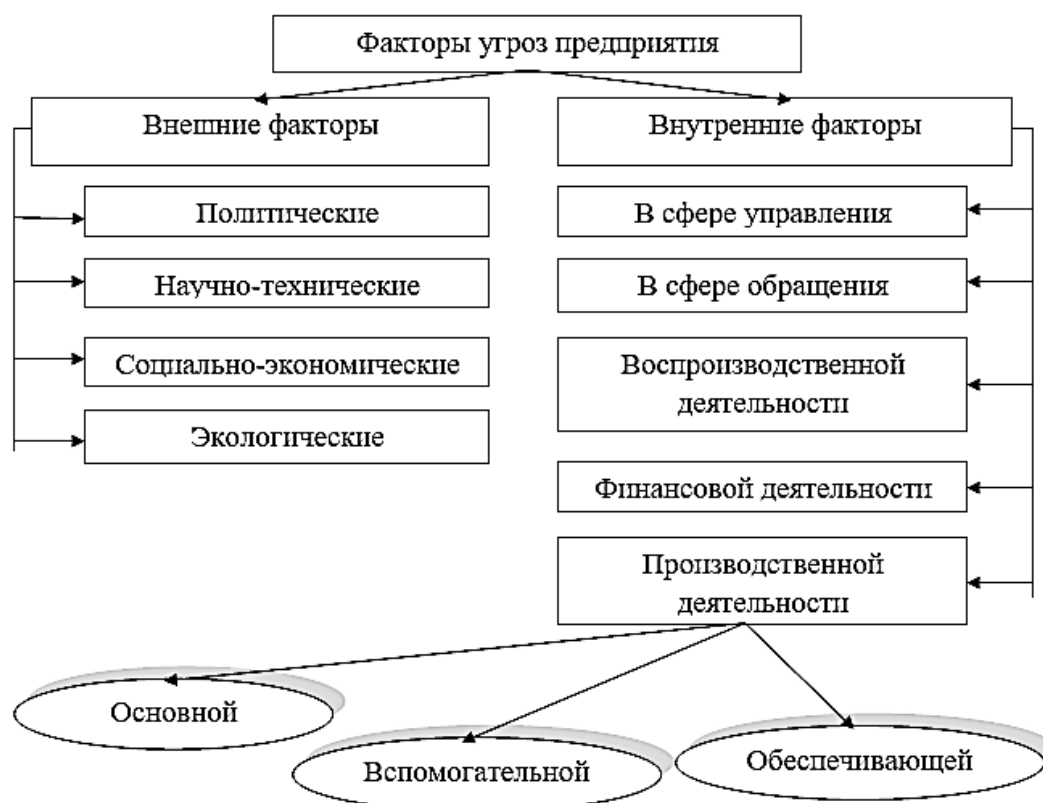 Факторы угроз предприятия
Внешние факторы
Политические
Научно-технические
Социально-экономические
Экологические
Внутренние факторы
В сфере управления
В сфере обращения
Воспроизводственной
деятельности
Финансовой деятельности
Производственной
деятельности
Основной
Вспомогательной
Обеспечивающей